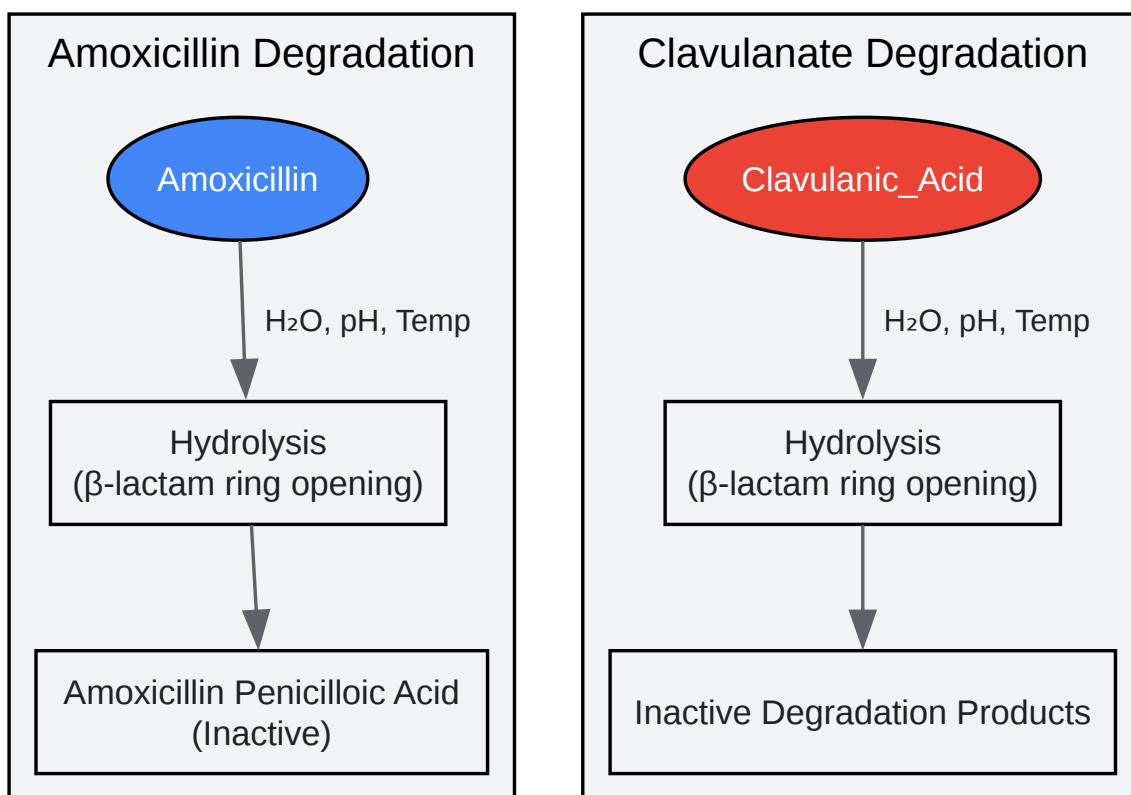 Amoxicillin Degradation
Amoxicillin
H₂O, pH, Temp
Hydrolysis
(β-lactam ring opening)
Amoxicillin Penicilloic Acid
(Inactive)
Clavulanate Degradation
Clavulanic_Acid
H₂O, pH, Temp
Hydrolysis
(β-lactam ring opening)
Inactive Degradation Products